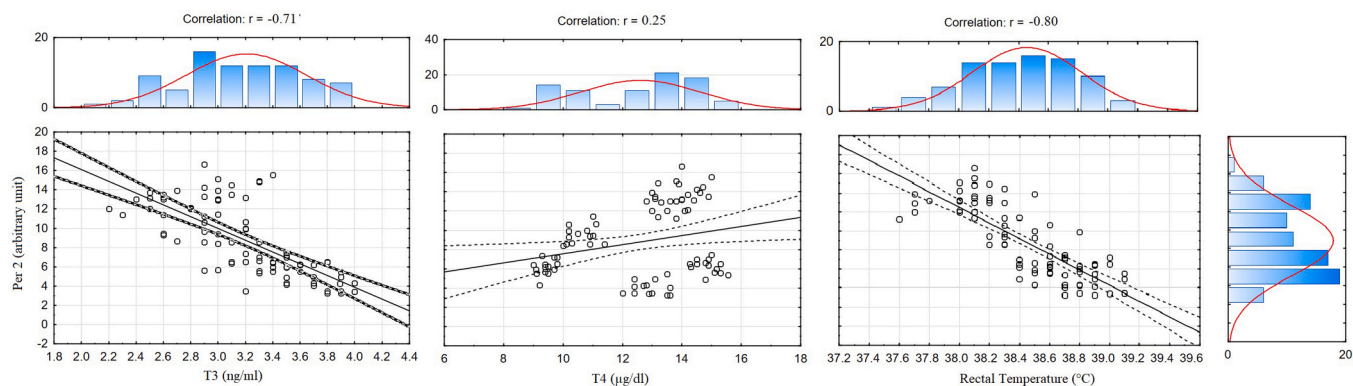 Correlation: r = -0.71
Correlation: r = 0.25
Correlation: r = -0.80
20
10
0
40
20
0
20
10
0
20
18
16
14
12
10
8
6
4
2
0
-2
Per 2 (arbitrary unit)
1.8 2.0 2.2 2.4 2.6 2.8 3.0 3.2 3.4 3.6 3.8 4.0 4.2 4.4
T3 (ng/ml)
6 8 10 12 14 16 18
T4 (µg/dl)
37.2 37.4 37.6 37.8 38.0 38.2 38.4 38.6 38.8 39.0 39.2 39.4 39.6
Rectal Temperature (°C)
0 10 20